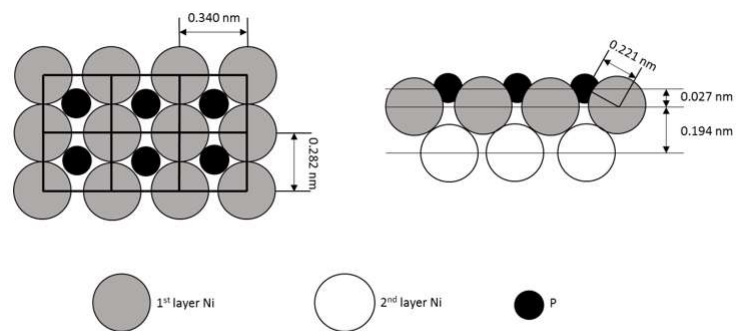 0.340 nm
0.282 nm
0.221 nm
0.027 nm
0.194 nm
1st layer Ni
2nd layer Ni
P